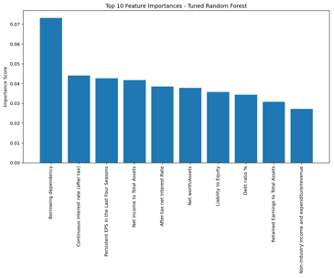 Top 10 Feature Importances - Tuned Random Forest
Importance Score
0.07
0.06
0.05
0.04
0.03
0.02
0.01
0.00
Borrowing dependency
Continuous interest rate (after tax)
Persistent EPS in the Last Four Seasons
Net Income to Total Assets
After-tax net Interest Rate
Net worth/Assets
Liability to Equity
Debt ratio %
Retained Earnings to Total Assets
Non-industry income and expenditure/revenue